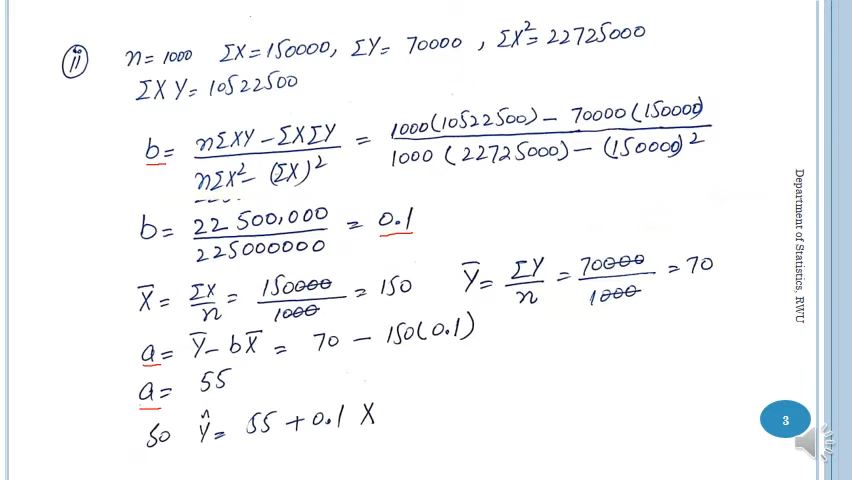 (ii) n = 1000 ΣX = 150000, ΣY = 70000, ΣX² = 22725000
ΣXY = 10522500
b = (nΣXY − ΣXΣY) / (nΣX² − (ΣX)²) = (1000(10522500) − 70000(150000)) / (1000(22725000) − (150000)²)
b = 22500,000 / 225000000 = 0.1
X̄ = ΣX / n = 150000 / 1000 = 150 Ȳ = ΣY / n = 70000 / 1000 = 70
a = Ȳ − bX̄ = 70 − 150(0.1)
a = 55
so Ŷ = 55 + 0.1 X
Department of Statistics, RWU
3